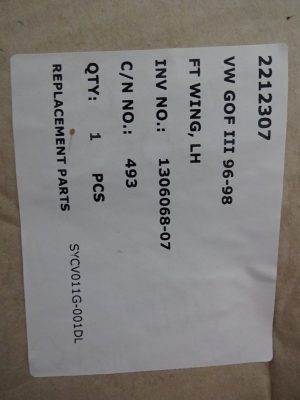 2212307
VW GOF III 96-98
FT WING, LH
INV NO.: 1306068-07
C/N NO.: 493
QTY: 1 PCS
REPLACEMENT PARTS
SYCV011G-001DL